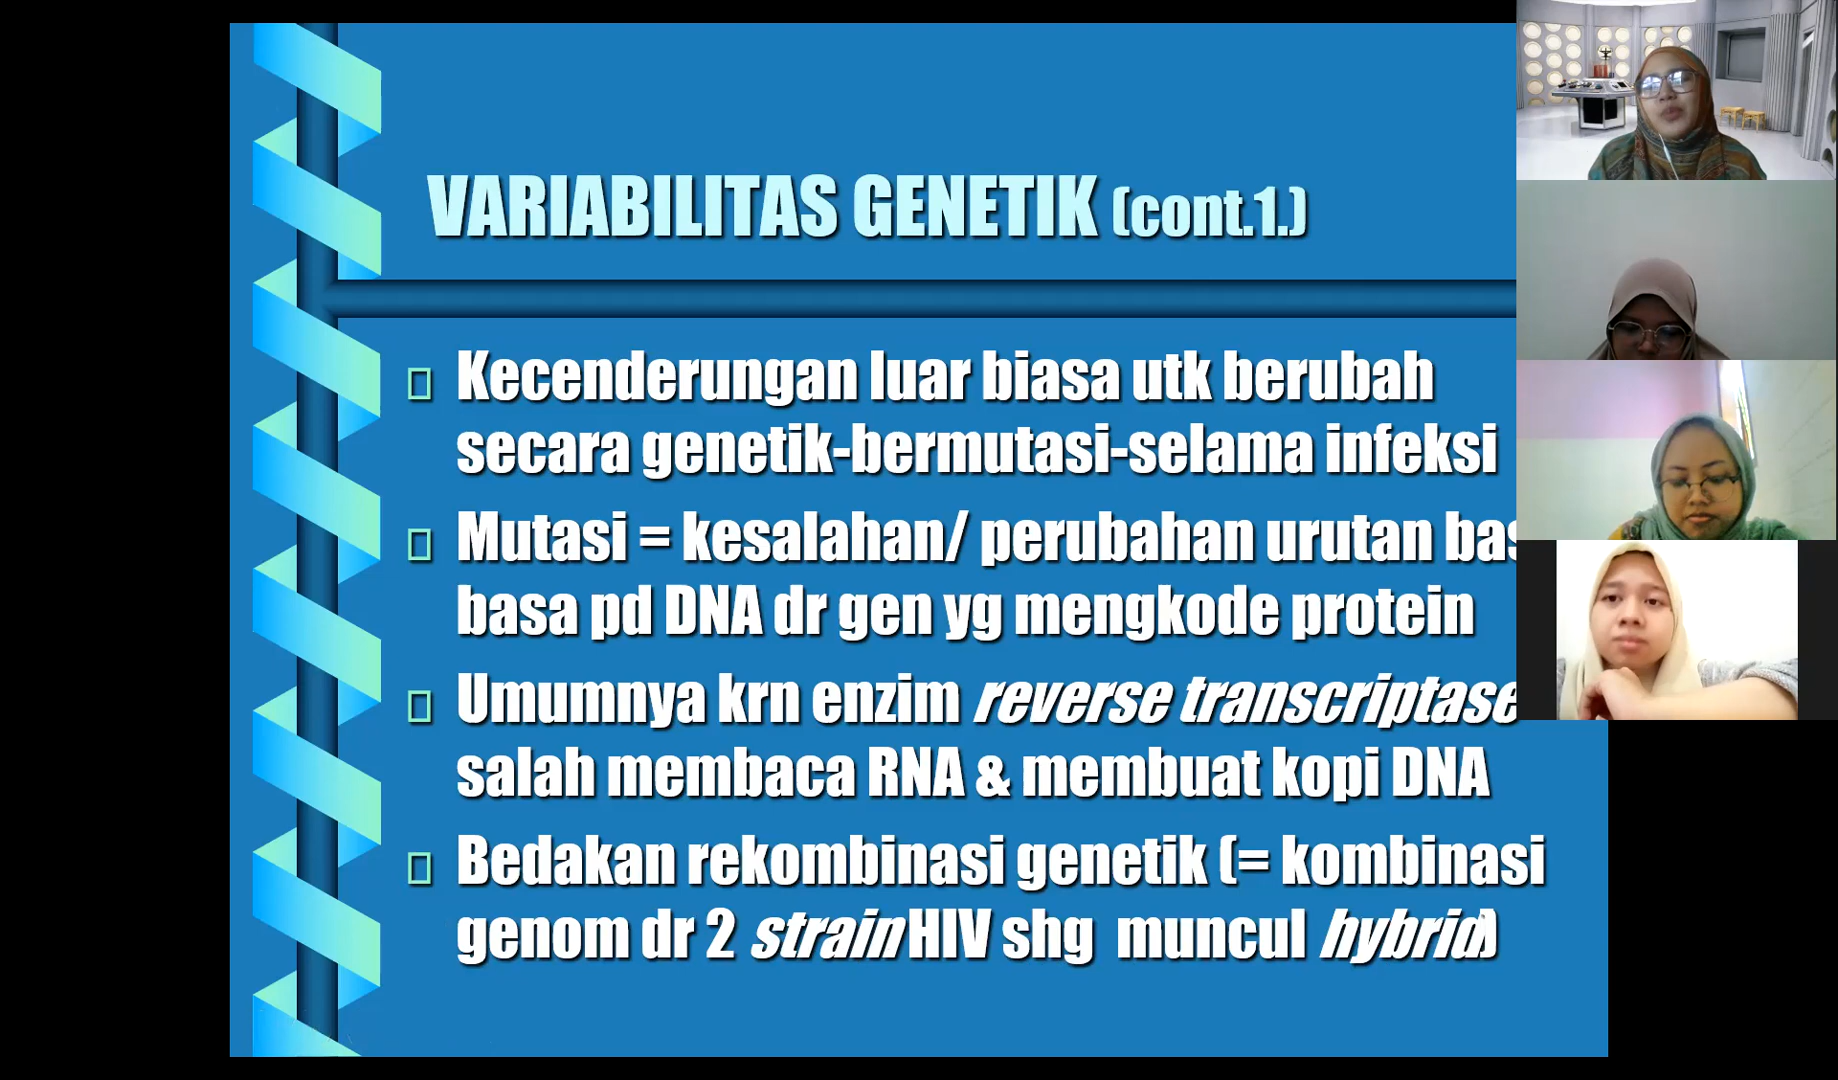 VARIABILITAS GENETIK (cont.1.)
Kecenderungan luar biasa utk berubah
secara genetik-bermutasi-selama infeksi
Mutasi = kesalahan/ perubahan urutan
basa pd DNA dr gen yg mengkode protein
Umumnya krn enzim reverse transcriptase
salah membaca RNA & membuat kopi DNA
Bedakan rekombinasi genetik (= kombinasi
genom dr 2 strain HIV shg muncul hybrid)